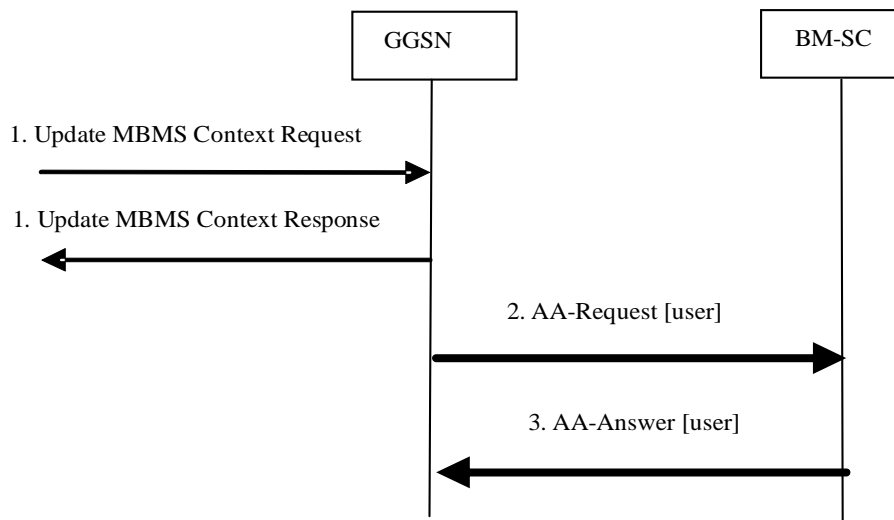 GGSN
BM-SC
1. Update MBMS Context Request
1. Update MBMS Context Response
2. AA-Request [user]
3. AA-Answer [user]